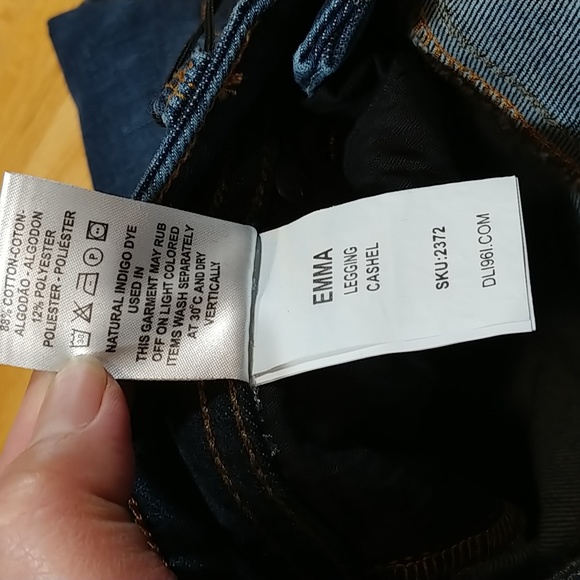 88% COTTON-COTON-
ALGODÃO - ALGODON
12% POLYESTER
POLIESTER - POLIÉSTER
30
NATURAL INDIGO DYE
USED IN
THIS GARMENT MAY RUB
OFF ON LIGHT COLORED
ITEMS WASH SEPARATELY
AT 30°C AND DRY
VERTICALLY
EMMA
LEGGING
CASHEL
SKU:2372
DL1961.COM